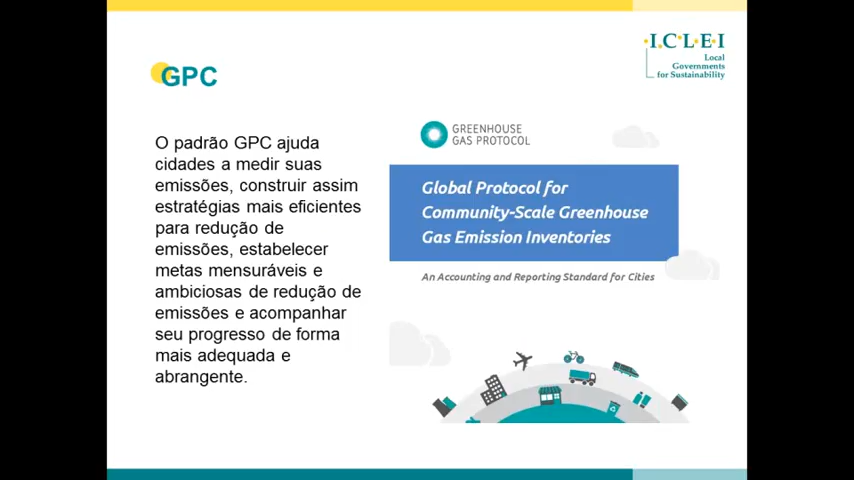 I.C.L.E.I
Local
Governments
for Sustainability
GPC
O padrão GPC ajuda
cidades a medir suas
emissões, construir assim
estratégias mais eficientes
para redução de
emissões, estabelecer
metas mensuráveis e
ambiciosas de redução de
emissões e acompanhar
seu progresso de forma
mais adequada e
abrangente.
GREENHOUSE
GAS PROTOCOL
Global Protocol for
Community-Scale Greenhouse
Gas Emission Inventories
An Accounting and Reporting Standard for Cities